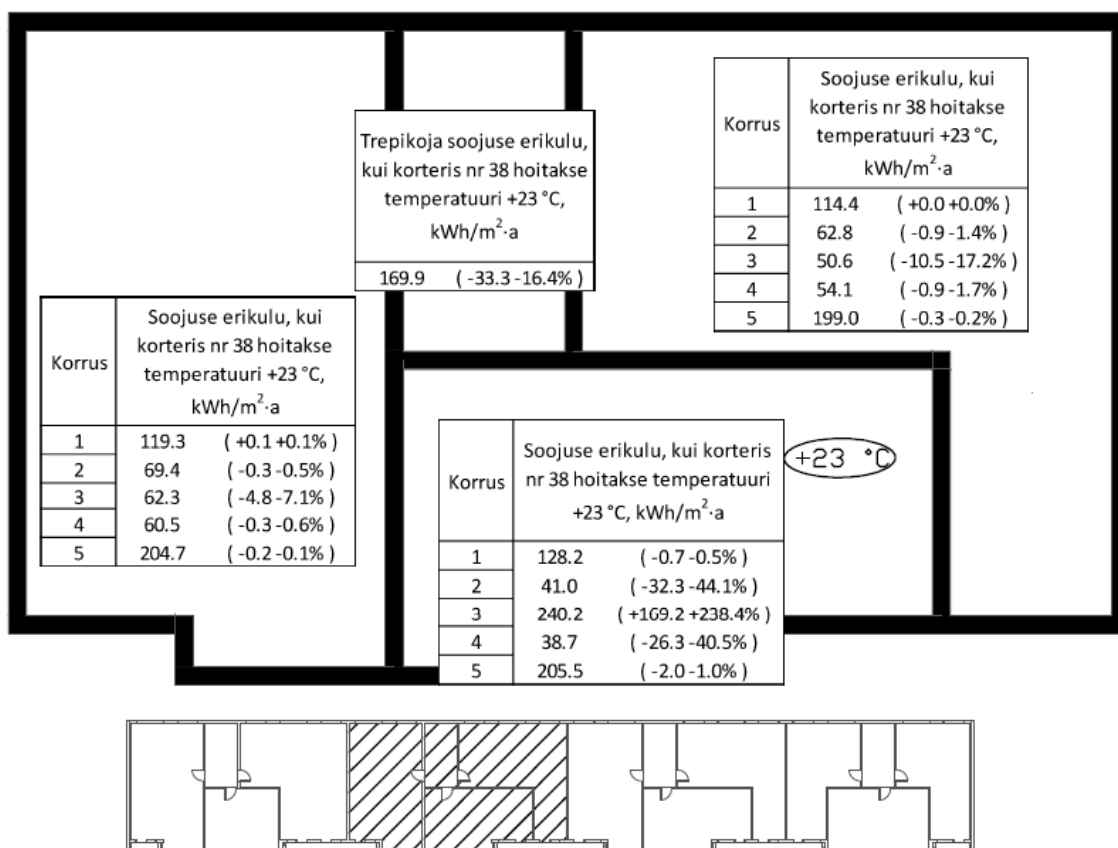 Trepikoja soojuse erikulu,
kui korteris nr 38 hoitakse
temperatuuri +23 °C,
kWh/m²·a
169.9 ( -33.3 -16.4% )
Korrus
Soojuse erikulu, kui
korteris nr 38 hoitakse
temperatuuri +23 °C,
kWh/m²·a
1 114.4 ( +0.0 +0.0% )
2 62.8 ( -0.9 -1.4% )
3 50.6 ( -10.5 -17.2% )
4 54.1 ( -0.9 -1.7% )
5 199.0 ( -0.3 -0.2% )
Korrus
Soojuse erikulu, kui
korteris nr 38 hoitakse
temperatuuri +23 °C,
kWh/m²·a
1 119.3 ( +0.1 +0.1% )
2 69.4 ( -0.3 -0.5% )
3 62.3 ( -4.8 -7.1% )
4 60.5 ( -0.3 -0.6% )
5 204.7 ( -0.2 -0.1% )
Korrus
Soojuse erikulu, kui korteris
nr 38 hoitakse temperatuuri
+23 °C, kWh/m²·a
1 128.2 ( -0.7 -0.5% )
2 41.0 ( -32.3 -44.1% )
3 240.2 ( +169.2 +238.4% )
4 38.7 ( -26.3 -40.5% )
5 205.5 ( -2.0 -1.0% )
+23 °C